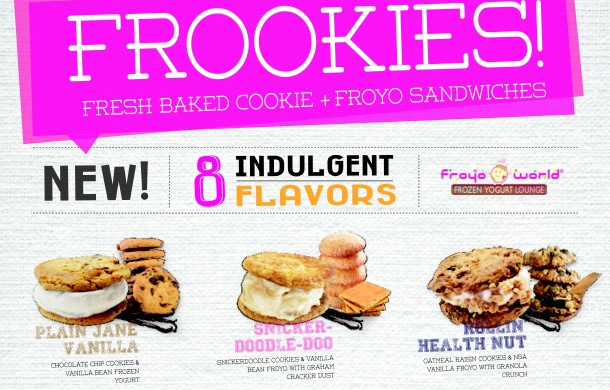 FROOKIES!
FRESH BAKED COOKIE + FROYO SANDWICHES
NEW!
8 INDULGENT
FLAVORS
Froyo world®
FROZEN YOGURT LOUNGE
PLAIN JANE
VANILLA
CHOCOLATE CHIP COOKIES &
VANILLA BEAN FROZEN
YOGURT
SNICKER-
DOODLE-DOO
SNICKERDOODLE COOKIES & VANILLA
BEAN FROYO WITH GRAHAM
CRACKER DUST
ROLLIN
HEALTH NUT
OATMEAL RAISIN COOKIES & NSA
VANILLA FROYO WITH GRANOLA
CRUNCH